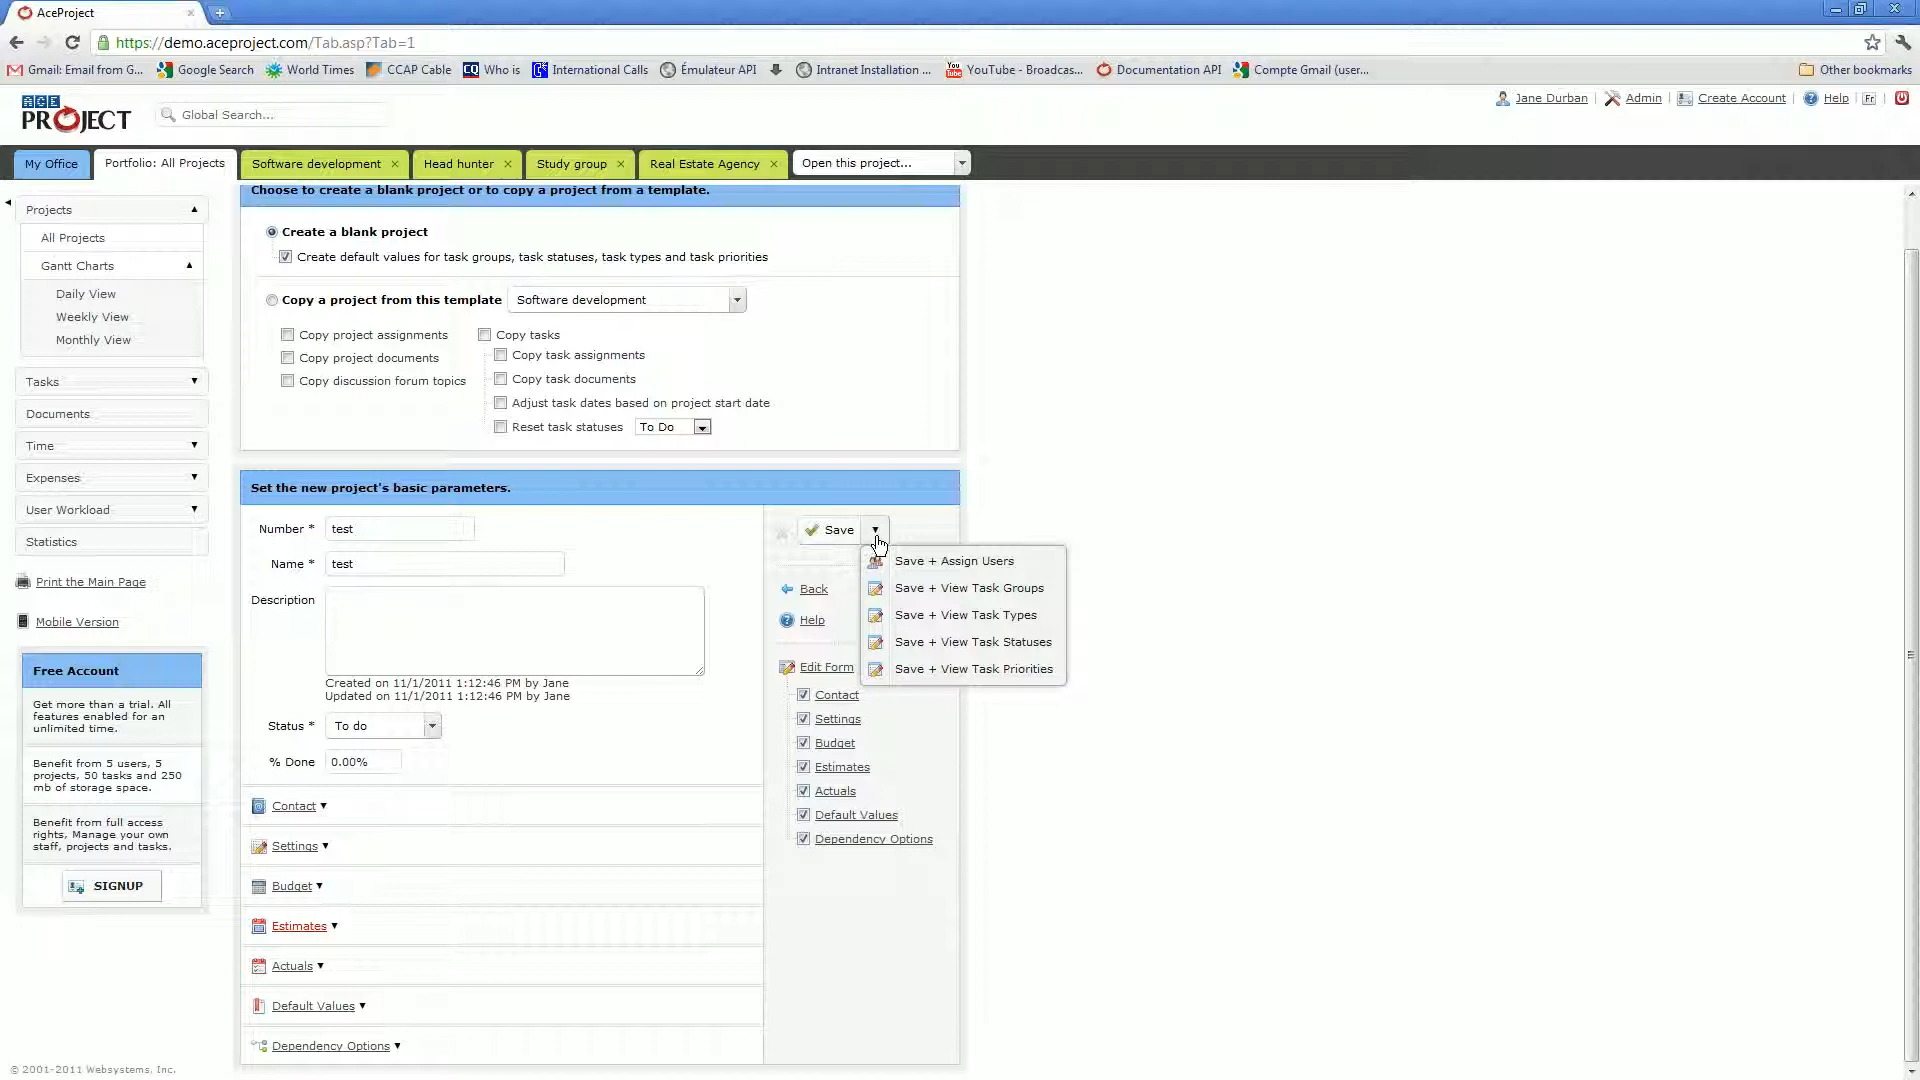 AceProject
https://demo.aceproject.com/Tab.asp?Tab=1
Gmail: Email from G... Google Search World Times CCAP Cable CQ Who is International Calls Émulateur API Intranet Installation ... You Tube YouTube - Broadcas... Documentation API Compte Gmail (user... Other bookmarks
ACE PROJECT
Global Search...
Jane Durban Admin Create Account Help Fr
My Office Portfolio: All Projects Software development Head hunter Study group Real Estate Agency Open this project...
Projects
All Projects
Gantt Charts
Daily View
Weekly View
Monthly View
Tasks
Documents
Time
Expenses
User Workload
Statistics
Print the Main Page
Mobile Version
Free Account
Get more than a trial. All
features enabled for an
unlimited time.
Benefit from 5 users, 5
projects, 50 tasks and 250
mb of storage space.
Benefit from full access
rights, Manage your own
staff, projects and tasks.
SIGNUP
Choose to create a blank project or to copy a project from a template.
Create a blank project
Create default values for task groups, task statuses, task types and task priorities
Copy a project from this template Software development
Copy project assignments Copy tasks
Copy task assignments
Copy project documents
Copy task documents
Copy discussion forum topics
Adjust task dates based on project start date
Reset task statuses To Do
Set the new project's basic parameters.
Number * test
Name * test
Description
Created on 11/1/2011 1:12:46 PM by Jane
Updated on 11/1/2011 1:12:46 PM by Jane
Status * To do
% Done 0.00%
Contact
Settings
Budget
Estimates
Actuals
Default Values
Dependency Options
Save
Save + Assign Users
Save + View Task Groups
Save + View Task Types
Save + View Task Statuses
Save + View Task Priorities
Back
Help
Edit Form
Contact
Settings
Budget
Estimates
Actuals
Default Values
Dependency Options
© 2001-2011 Websystems, Inc.